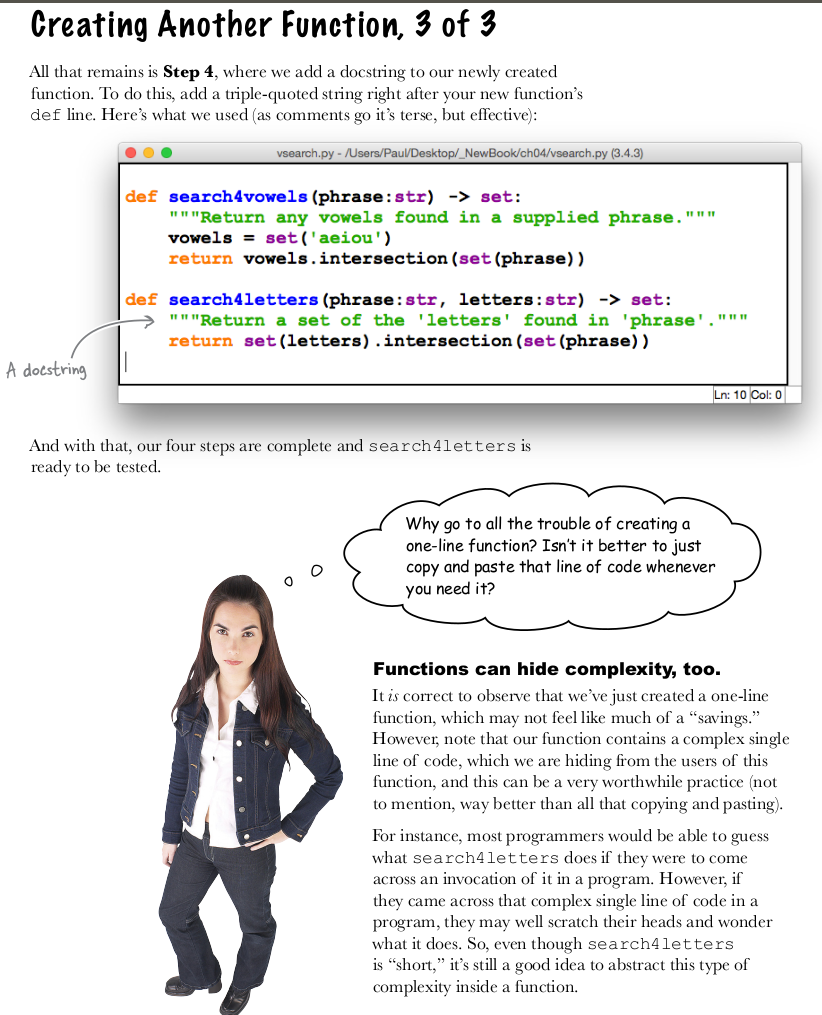 Creating Another Function, 3 of 3
All that remains is Step 4, where we add a docstring to our newly created
function. To do this, add a triple-quoted string right after your new function’s
def line. Here’s what we used (as comments go it’s terse, but effective):
vsearch.py - /Users/Paul/Desktop/_NewBook/ch04/vsearch.py (3.4.3)
def search4vowels(phrase:str) -> set:
    """Return any vowels found in a supplied phrase."""
    vowels = set('aeiou')
    return vowels.intersection(set(phrase))
def search4letters(phrase:str, letters:str) -> set:
    """Return a set of the 'letters' found in 'phrase'."""
    return set(letters).intersection(set(phrase))
A docstring
Ln: 10 Col: 0
And with that, our four steps are complete and search4letters is
ready to be tested.
Why go to all the trouble of creating a
one-line function? Isn’t it better to just
copy and paste that line of code whenever
you need it?
Functions can hide complexity, too.
It is correct to observe that we’ve just created a one-line
function, which may not feel like much of a “savings.”
However, note that our function contains a complex single
line of code, which we are hiding from the users of this
function, and this can be a very worthwhile practice (not
to mention, way better than all that copying and pasting).
For instance, most programmers would be able to guess
what search4letters does if they were to come
across an invocation of it in a program. However, if
they came across that complex single line of code in a
program, they may well scratch their heads and wonder
what it does. So, even though search4letters
is “short,” it’s still a good idea to abstract this type of
complexity inside a function.